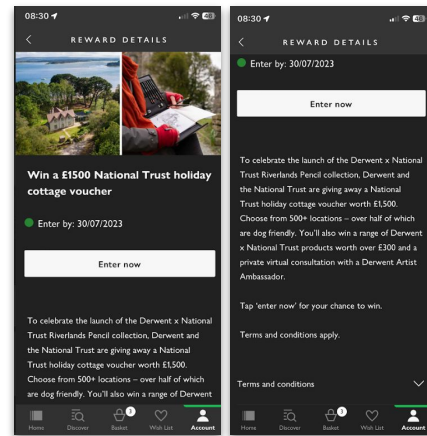 08:30
REWARD DETAILS
Win a £1500 National Trust holiday
cottage voucher
Enter by: 30/07/2023
Enter now
To celebrate the launch of the Derwent x National
Trust Riverlands Pencil collection, Derwent and
the National Trust are giving away a National
Trust holiday cottage voucher worth £1,500.
Choose from 500+ locations – over half of which
are dog friendly. You'll also win a range of Derwent
Home
Discover
3
Basket
Wish List
Account
08:30
REWARD DETAILS
Enter by: 30/07/2023
Enter now
To celebrate the launch of the Derwent x National
Trust Riverlands Pencil collection, Derwent and
the National Trust are giving away a National
Trust holiday cottage voucher worth £1,500.
Choose from 500+ locations – over half of which
are dog friendly. You'll also win a range of Derwent
x National Trust products worth over £300 and a
private virtual consultation with a Derwent Artist
Ambassador.
Tap 'enter now' for your chance to win.
Terms and conditions apply.
Terms and conditions
Home
Discover
3
Basket
Wish List
Account